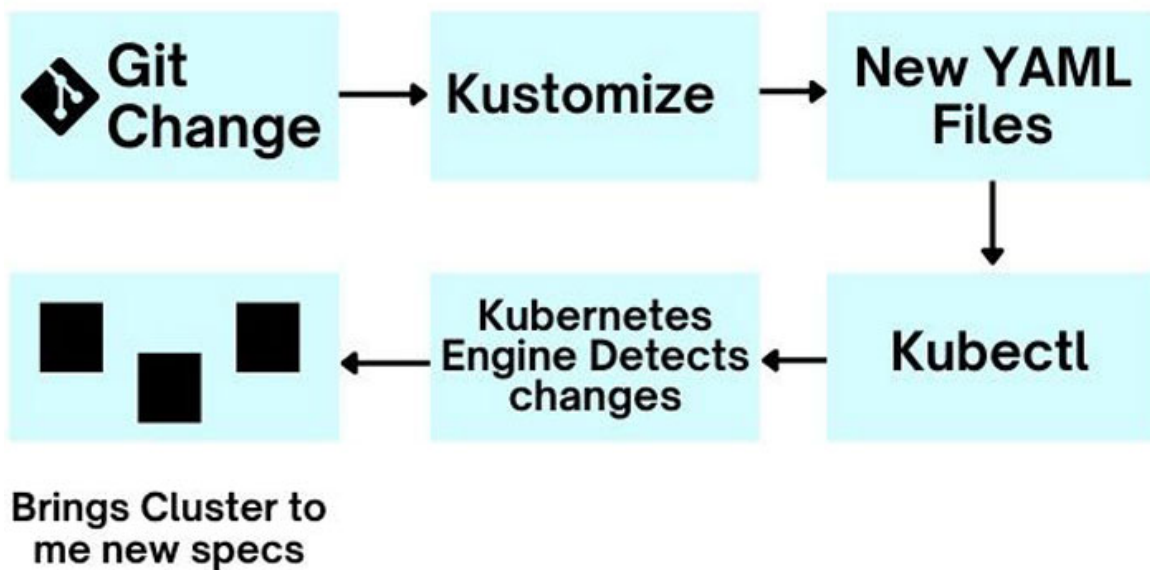 Git
Change
Kustomize
New YAML
Files
Kubectl
Kubernetes
Engine Detects
changes
Brings Cluster to
me new specs